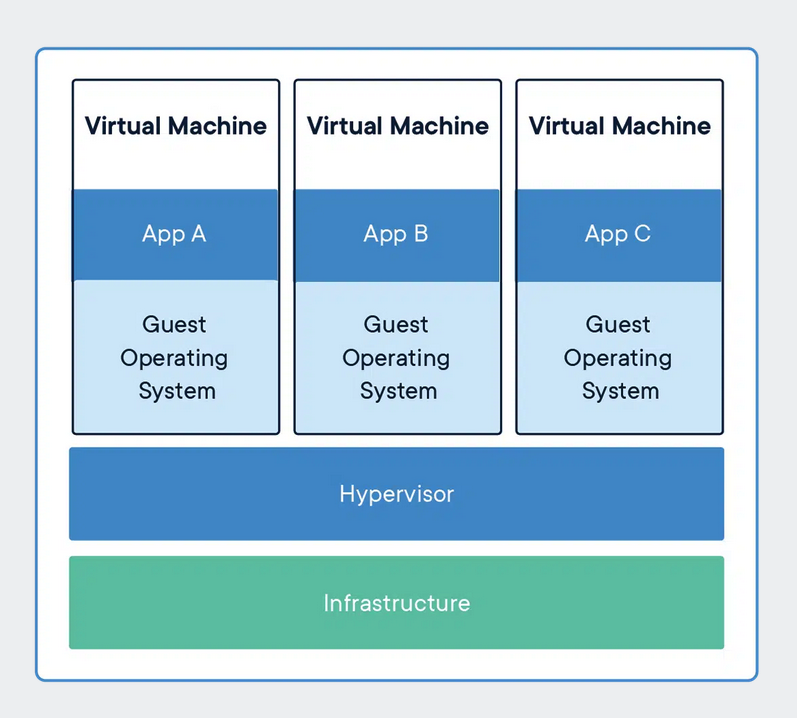 Virtual Machine
Virtual Machine
Virtual Machine
App A
App B
App C
Guest
Operating
System
Guest
Operating
System
Guest
Operating
System
Hypervisor
Infrastructure